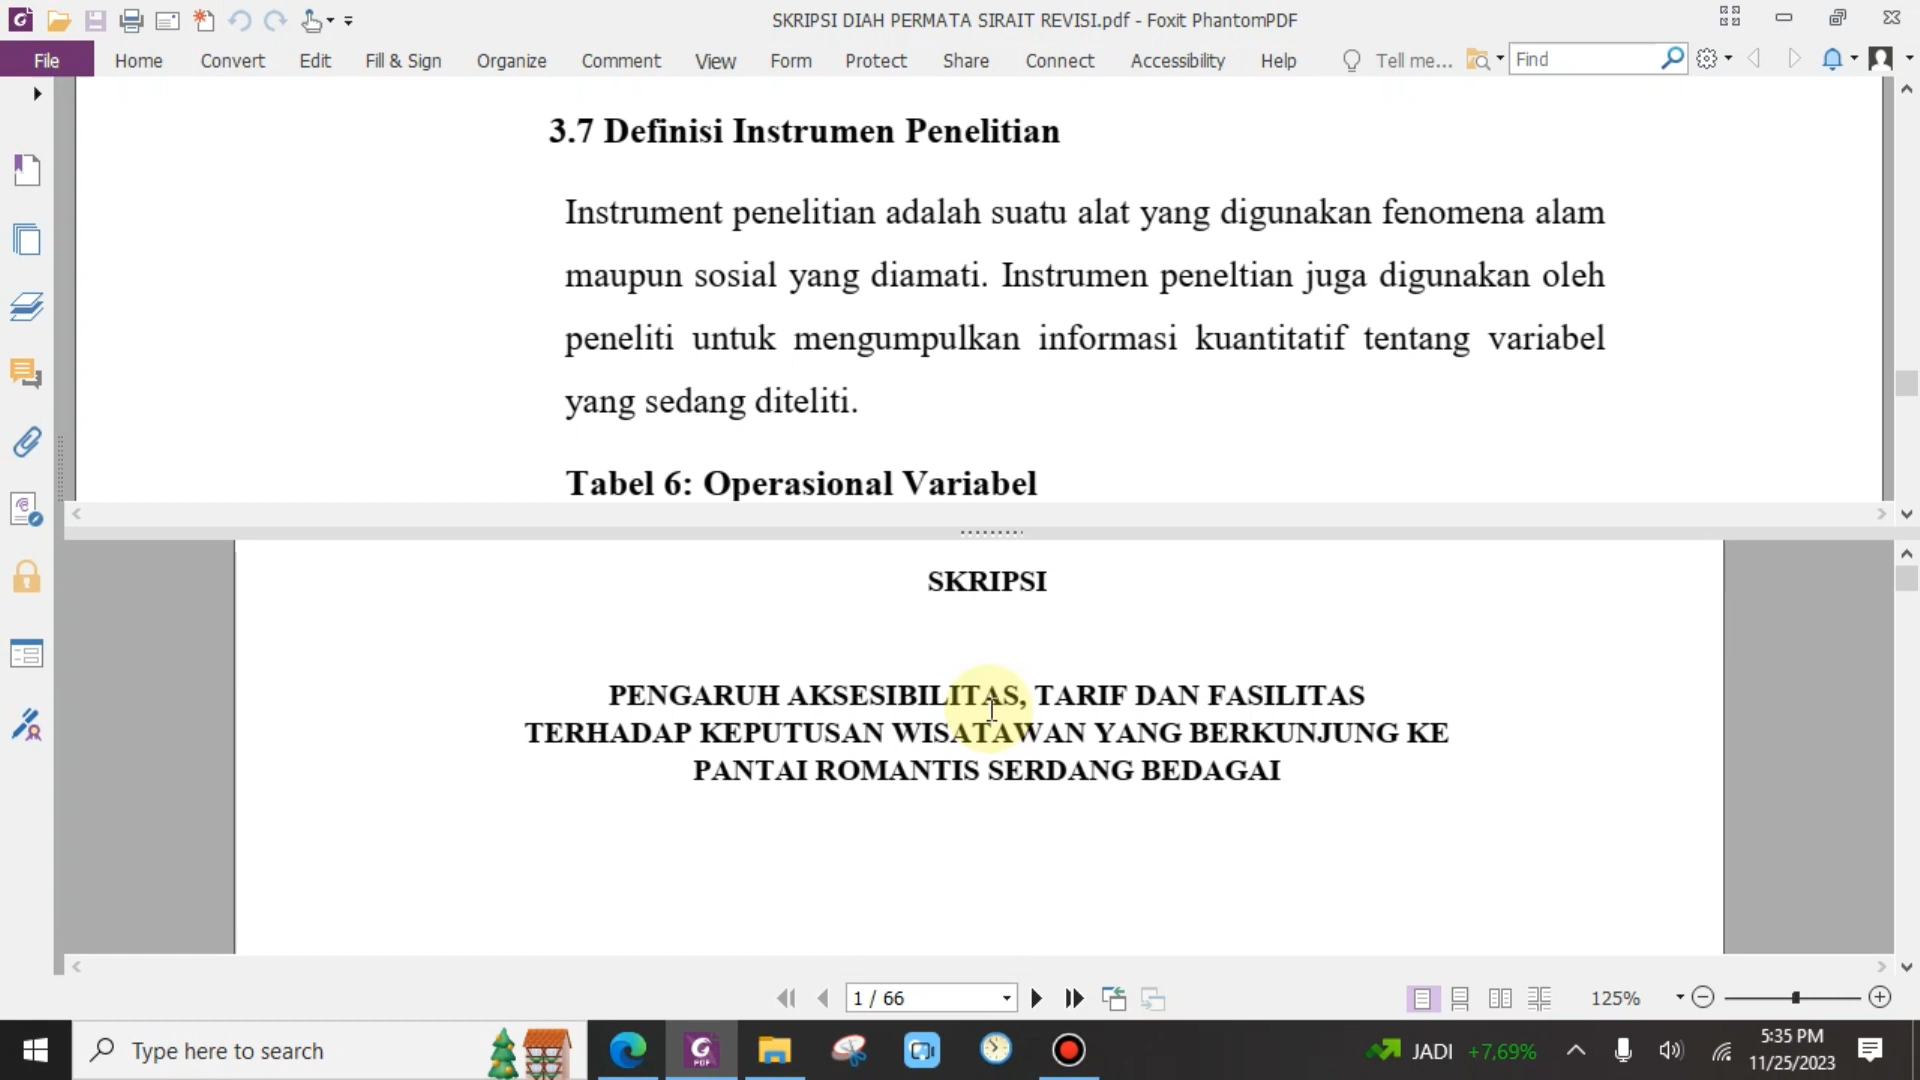 SKRIPSI DIAH PERMATA SIRAIT REVISI.pdf - Foxit PhantomPDF
File Home Convert Edit Fill & Sign Organize Comment View Form Protect Share Connect Accessibility Help Tell me... Find
3.7 Definisi Instrumen Penelitian
Instrument penelitian adalah suatu alat yang digunakan fenomena alam
maupun sosial yang diamati. Instrumen peneltian juga digunakan oleh
peneliti untuk mengumpulkan informasi kuantitatif tentang variabel
yang sedang diteliti.
Tabel 6: Operasional Variabel
SKRIPSI
PENGARUH AKSESIBILITAS, TARIF DAN FASILITAS
TERHADAP KEPUTUSAN WISATAWAN YANG BERKUNJUNG KE
PANTAI ROMANTIS SERDANG BEDAGAI
1 / 66
125%
Type here to search
PDF
JADI +7,69%
5:35 PM
11/25/2023